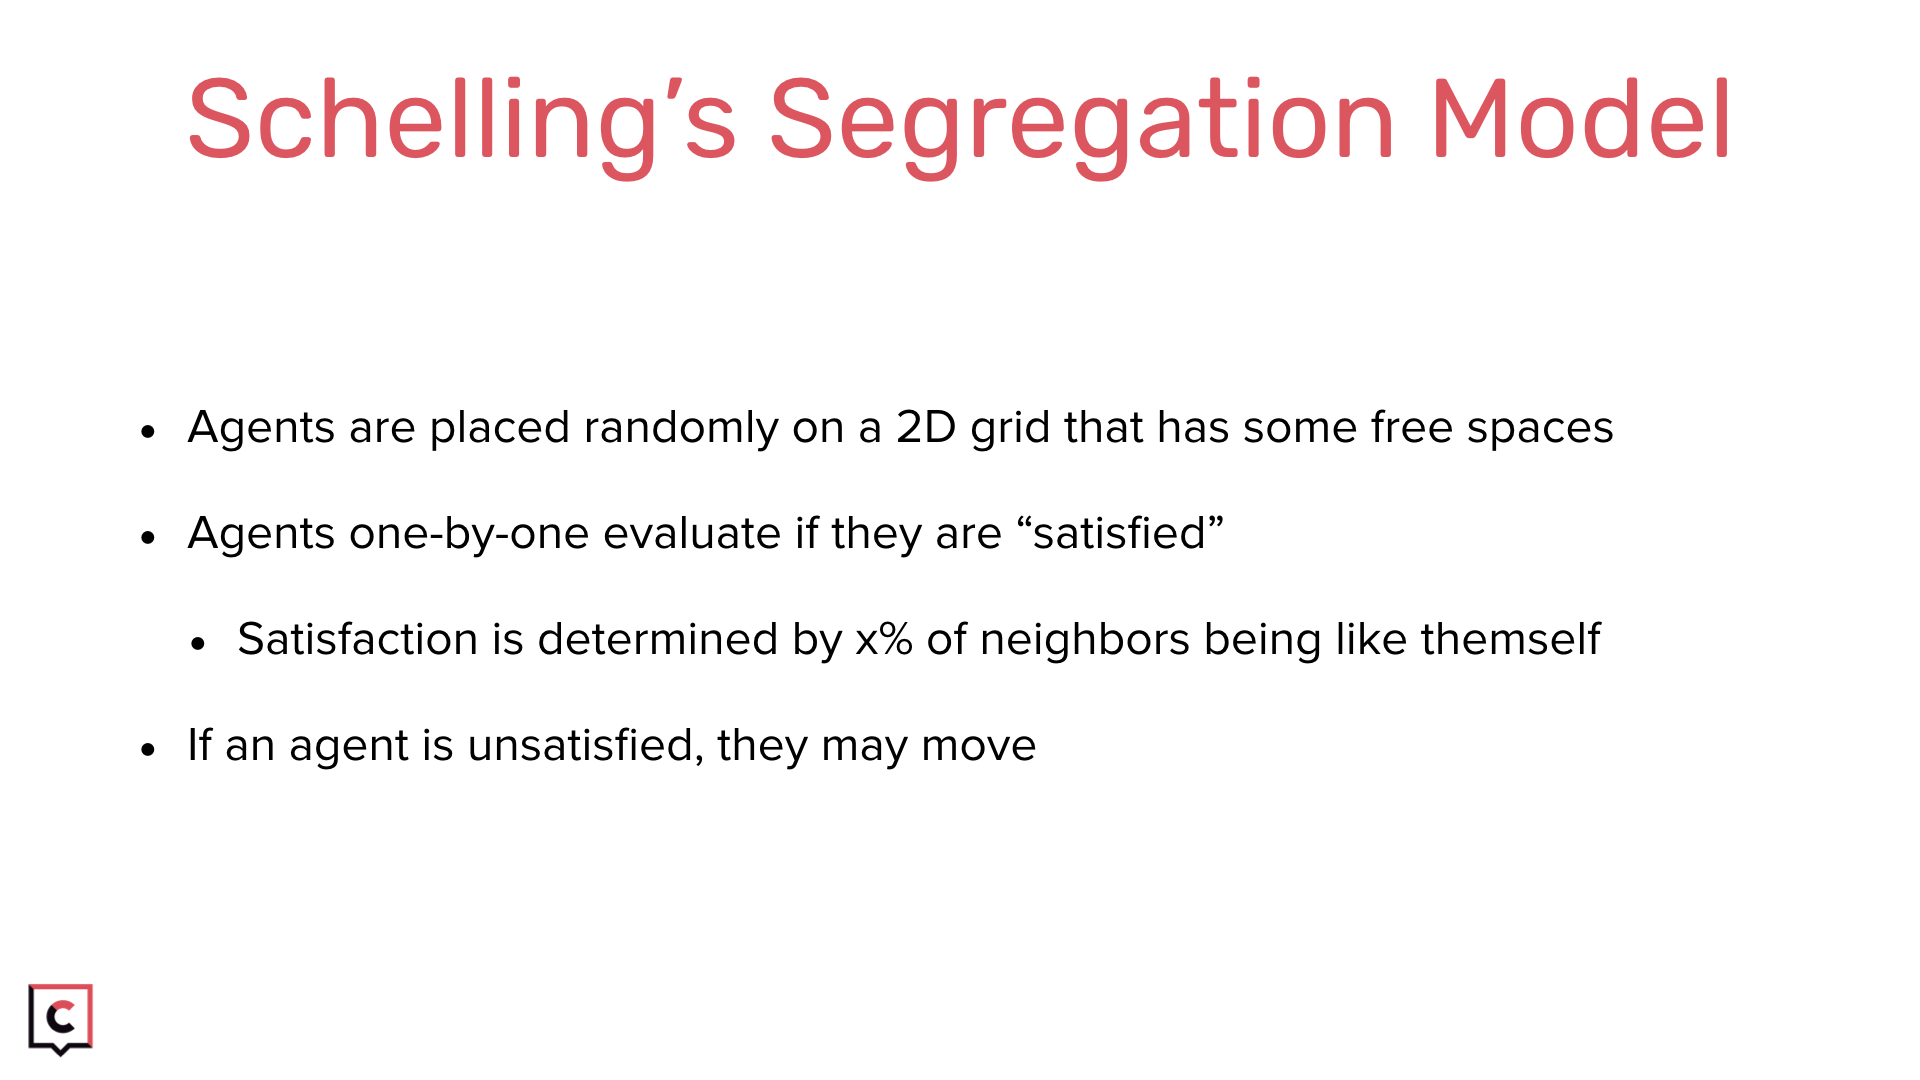 Schelling’s Segregation Model
• Agents are placed randomly on a 2D grid that has some free spaces
• Agents one-by-one evaluate if they are “satisfied”
• Satisfaction is determined by x% of neighbors being like themself
• If an agent is unsatisfied, they may move
C